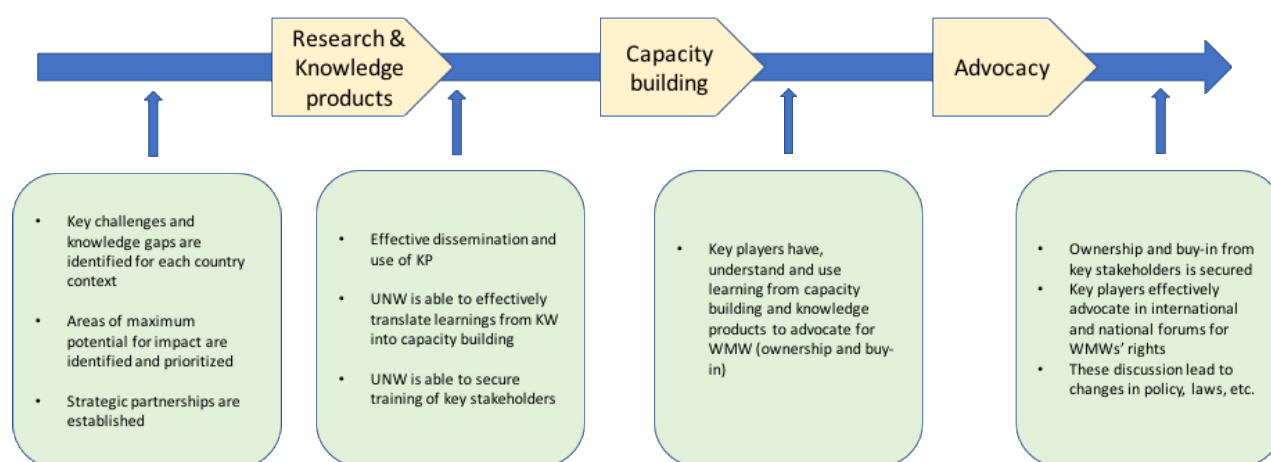 Research &
Knowledge
products
Capacity
building
Advocacy
• Key challenges and
knowledge gaps are
identified for each country
context
• Areas of maximum
potential for impact are
identified and prioritized
• Strategic partnerships are
established
• Effective dissemination and
use of KP
• UNW is able to effectively
translate learnings from KW
into capacity building
• UNW is able to secure
training of key stakeholders
• Key players have,
understand and use
learning from capacity
building and knowledge
products to advocate for
WMW (ownership and buy-
in)
• Ownership and buy-in from
key stakeholders is secured
• Key players effectively
advocate in international
and national forums for
WMWs' rights
• These discussion lead to
changes in policy, laws, etc.